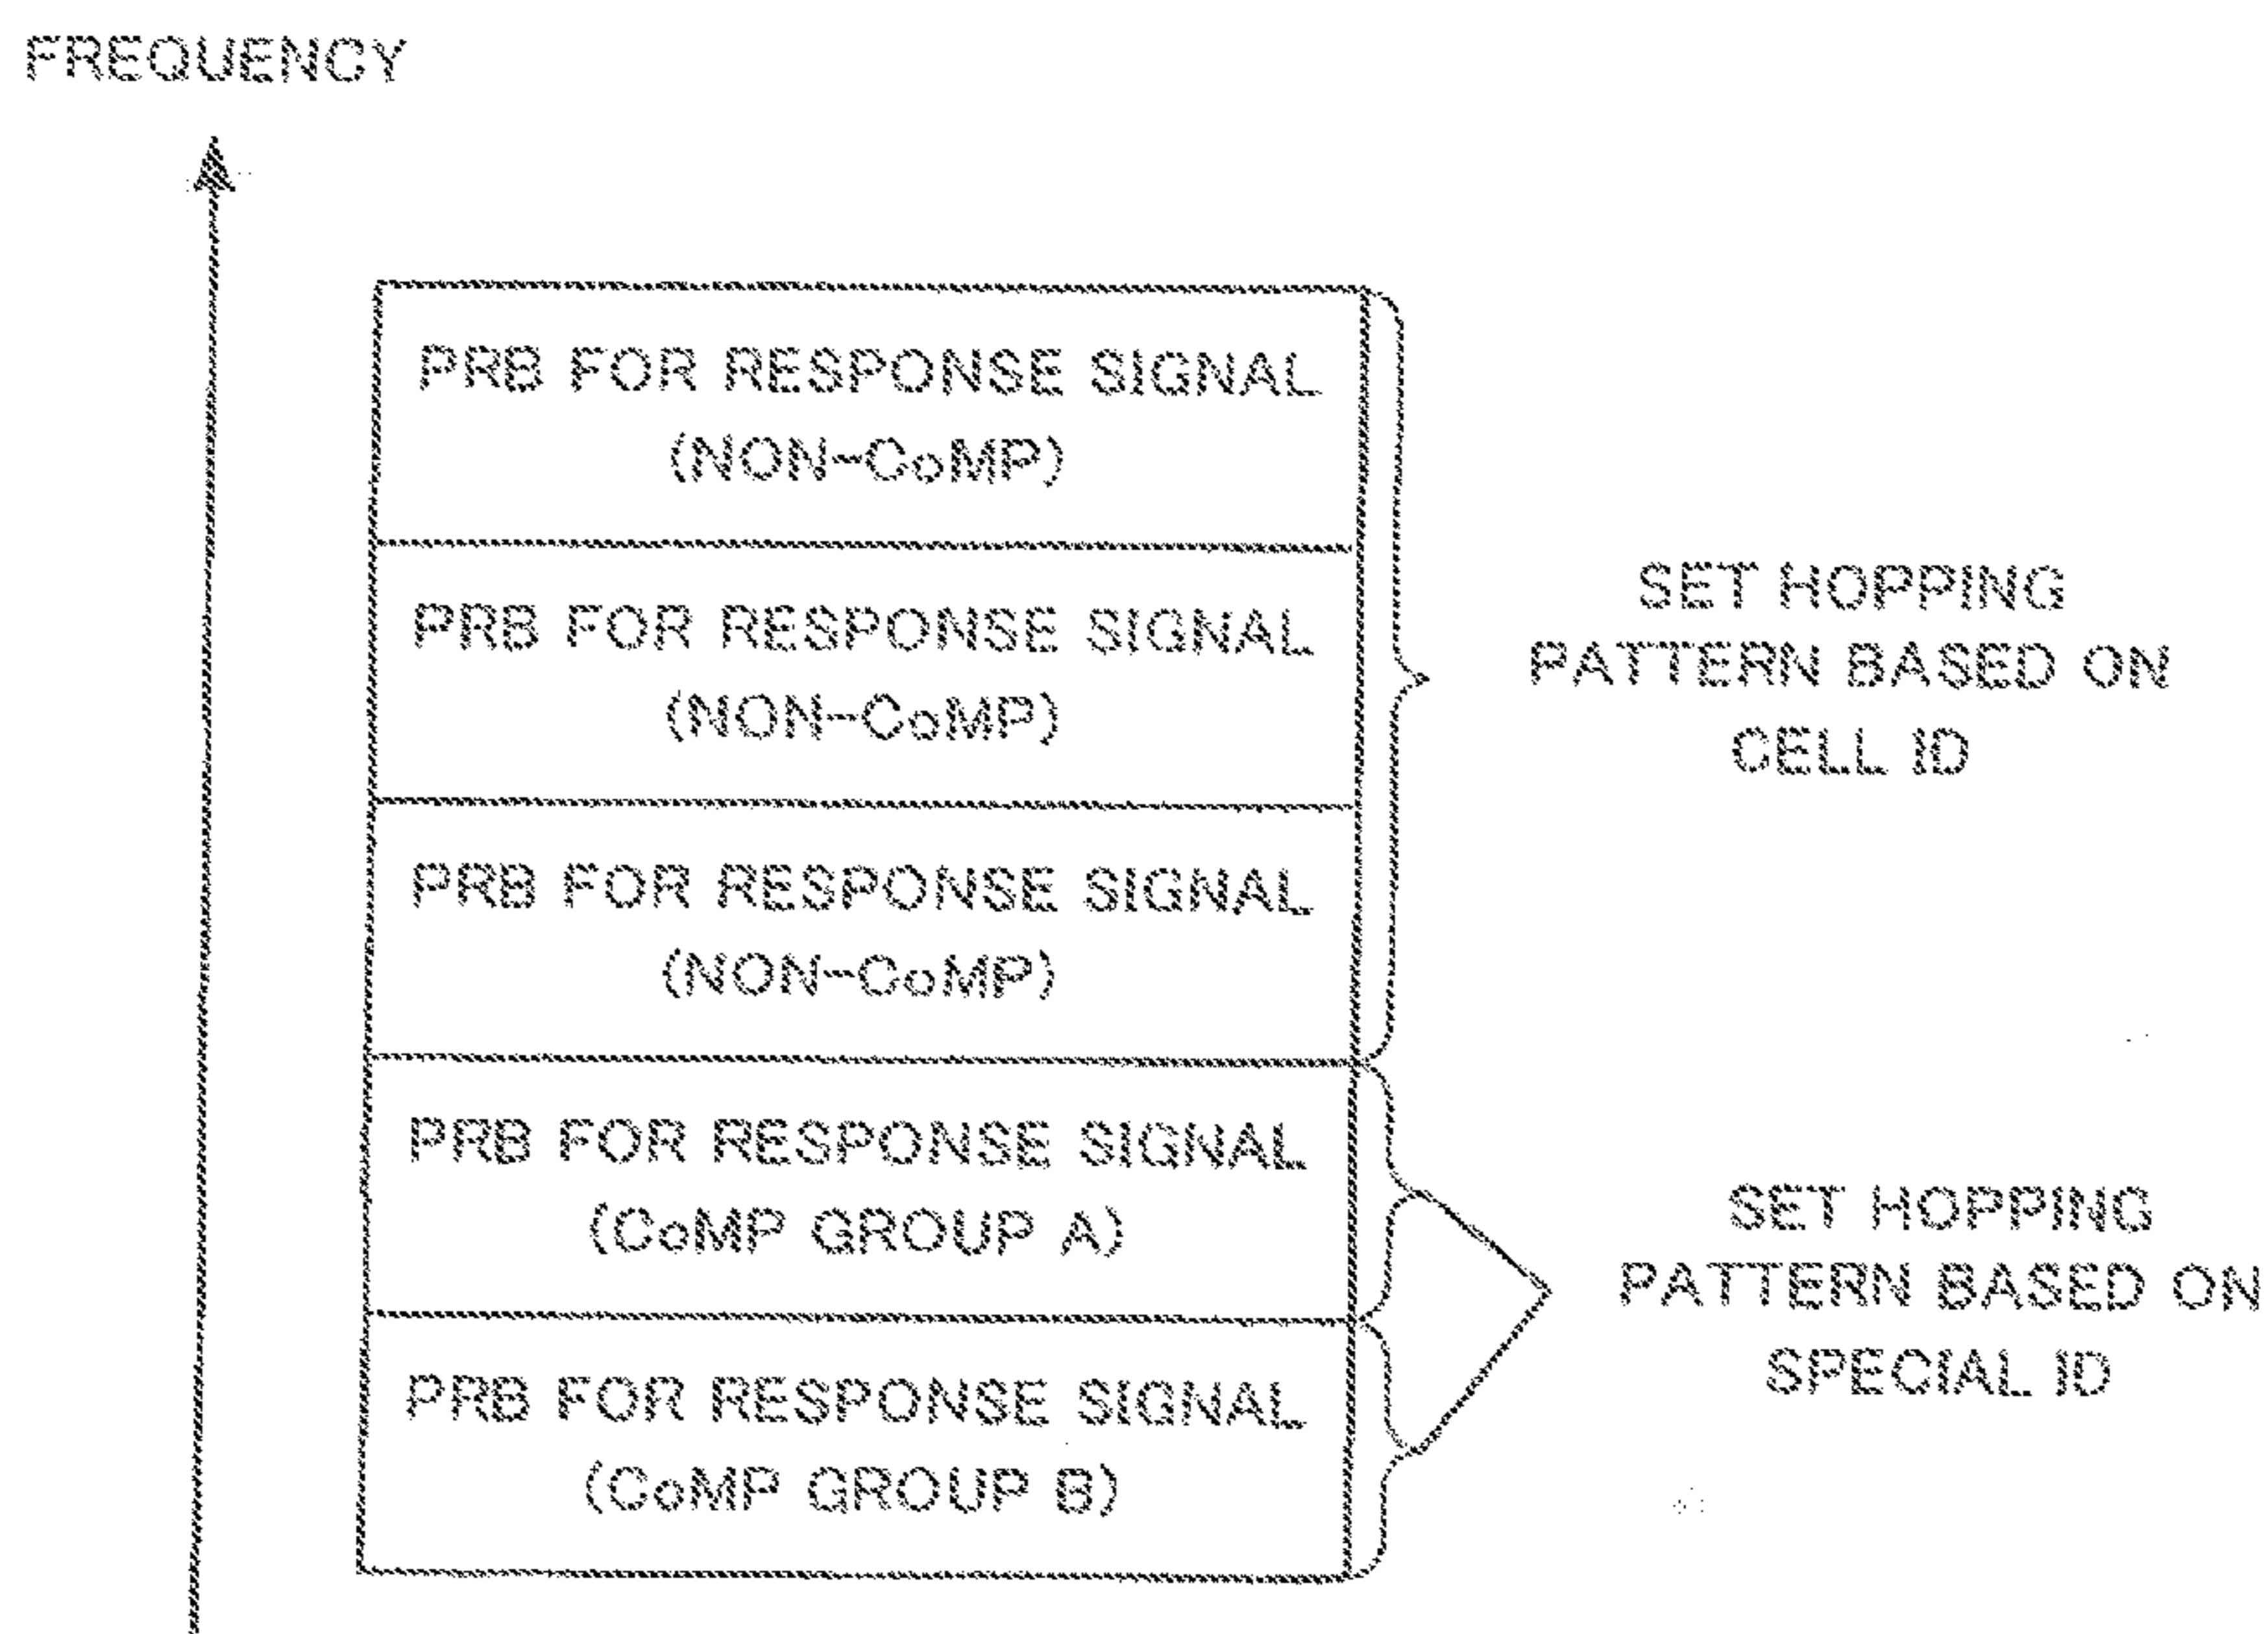 FREQUENCY
PRB FOR RESPONSE SIGNAL
(NON-CoMP)
PRB FOR RESPONSE SIGNAL
(NON-CoMP)
PRB FOR RESPONSE SIGNAL
(NON-CoMP)
SET HOPPING
PATTERN BASED ON
CELL ID
PRB FOR RESPONSE SIGNAL
(CoMP GROUP A)
PRB FOR RESPONSE SIGNAL
(CoMP GROUP B)
SET HOPPING
PATTERN BASED ON
SPECIAL ID